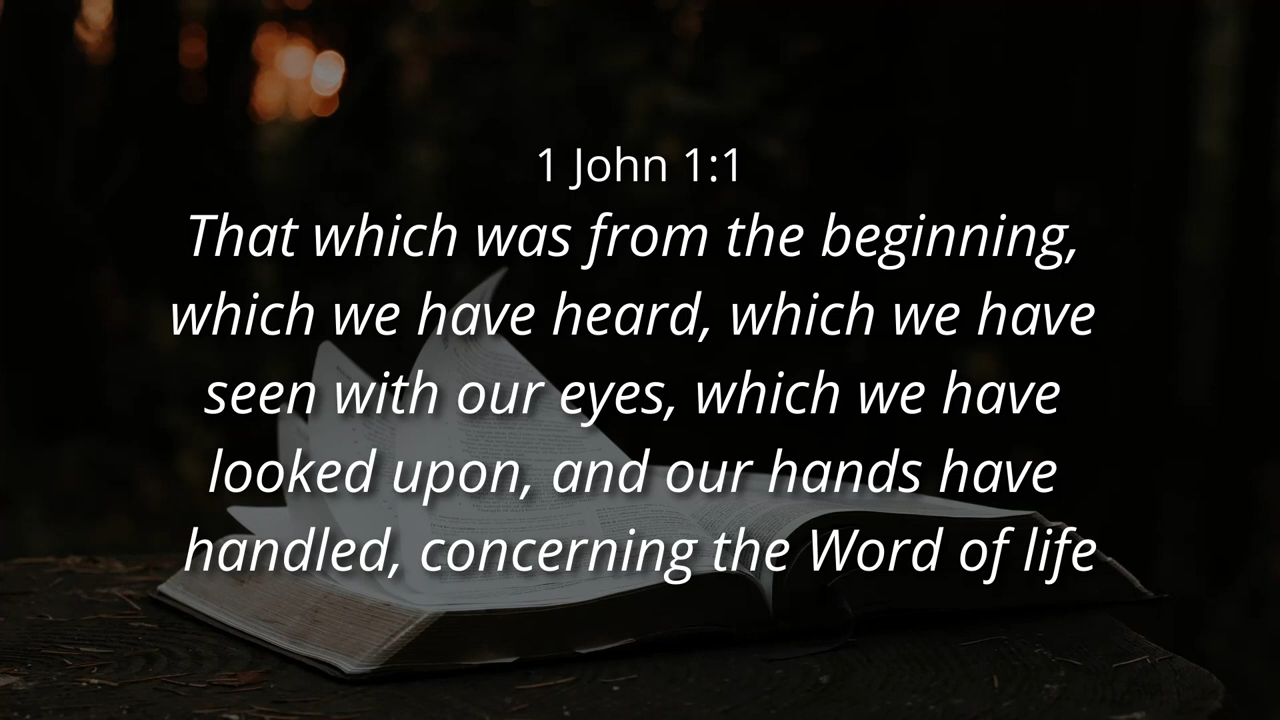 1 John 1:1
That which was from the beginning,
which we have heard, which we have
seen with our eyes, which we have
looked upon, and our hands have
handled, concerning the Word of life